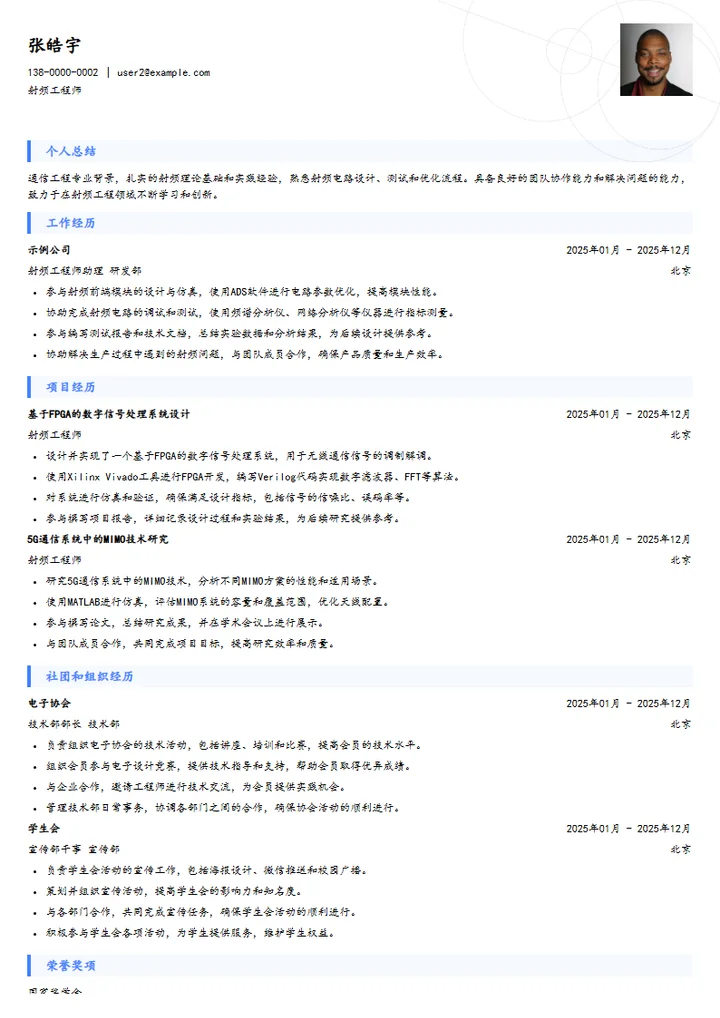 张皓宇
138-0000-0002 | user2@example.com
射频工程师
个人总结
通信工程专业背景，扎实的射频理论基础和实践经验，熟悉射频电路设计、测试和优化流程。具备良好的团队协作能力和解决问题的能力，
致力于在射频工程领域不断学习和创新。
工作经历
示例公司 2025年01月 - 2025年12月
射频工程师助理 研发部 北京
• 参与射频前端模块的设计与仿真，使用ADS软件进行电路参数优化，提高模块性能。
• 协助完成射频电路的调试和测试，使用频谱分析仪、网络分析仪等仪器进行指标测量。
• 参与编写测试报告和技术文档，总结实验数据和分析结果，为后续设计提供参考。
• 协助解决生产过程中遇到的射频问题，与团队成员合作，确保产品质量和生产效率。
项目经历
基于FPGA的数字信号处理系统设计 2025年01月 - 2025年12月
射频工程师 北京
• 设计并实现了一个基于FPGA的数字信号处理系统，用于无线通信信号的调制解调。
• 使用Xilinx Vivado工具进行FPGA开发，编写Verilog代码实现数字滤波器、FFT等算法。
• 对系统进行仿真和验证，确保满足设计指标，包括信号的信噪比、误码率等。
• 参与撰写项目报告，详细记录设计过程和实验结果，为后续研究提供参考。
5G通信系统中的MIMO技术研究 2025年01月 - 2025年12月
射频工程师 北京
• 研究5G通信系统中的MIMO技术，分析不同MIMO方案的性能和适用场景。
• 使用MATLAB进行仿真，评估MIMO系统的容量和覆盖范围，优化天线配置。
• 参与撰写论文，总结研究成果，并在学术会议上进行展示。
• 与团队成员合作，共同完成项目目标，提高研究效率和质量。
社团和组织经历
电子协会 2025年01月 - 2025年12月
技术部部长 技术部 北京
• 负责组织电子协会的技术活动，包括讲座、培训和比赛，提高会员的技术水平。
• 组织会员参与电子设计竞赛，提供技术指导和支持，帮助会员取得优异成绩。
• 与企业合作，邀请工程师进行技术交流，为会员提供实践机会。
• 管理技术部日常事务，协调各部门之间的合作，确保协会活动的顺利进行。
学生会 2025年01月 - 2025年12月
宣传部干事 宣传部 北京
• 负责学生会活动的宣传工作，包括海报设计、微信推送和校园广播。
• 策划并组织宣传活动，提高学生会的影响力和知名度。
• 与各部门合作，共同完成宣传任务，确保学生会活动的顺利进行。
• 积极参与学生会各项活动，为学生提供服务，维护学生权益。
荣誉奖项
国家奖学金